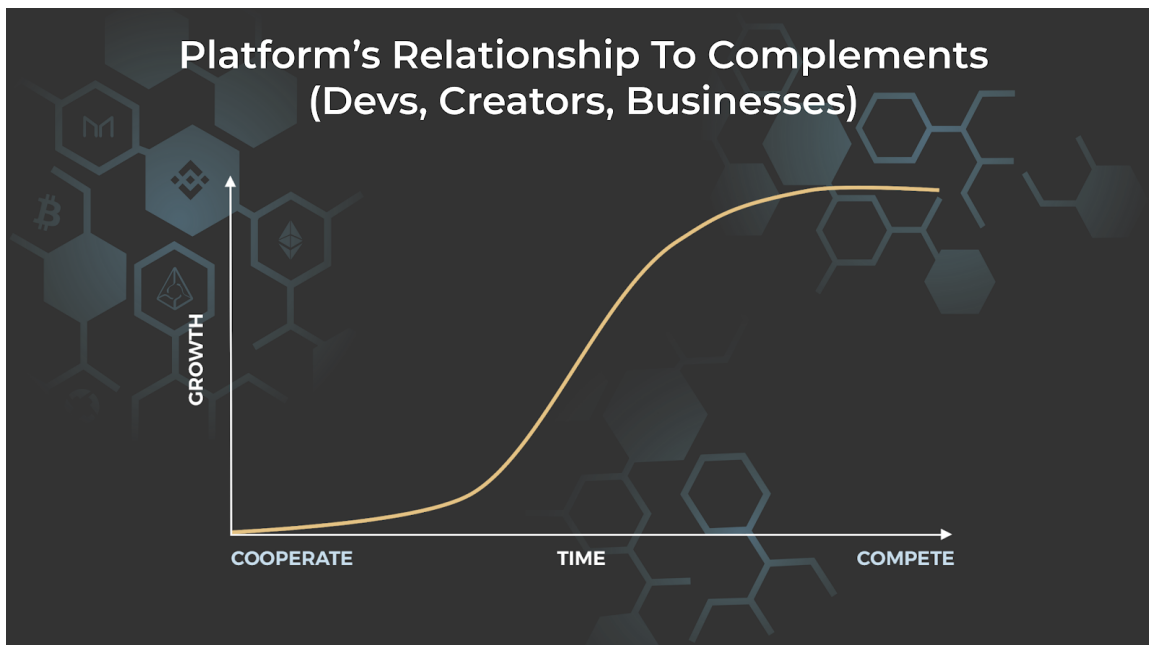 Platform’s Relationship To Complements
(Devs, Creators, Businesses)
GROWTH
COOPERATE
TIME
COMPETE